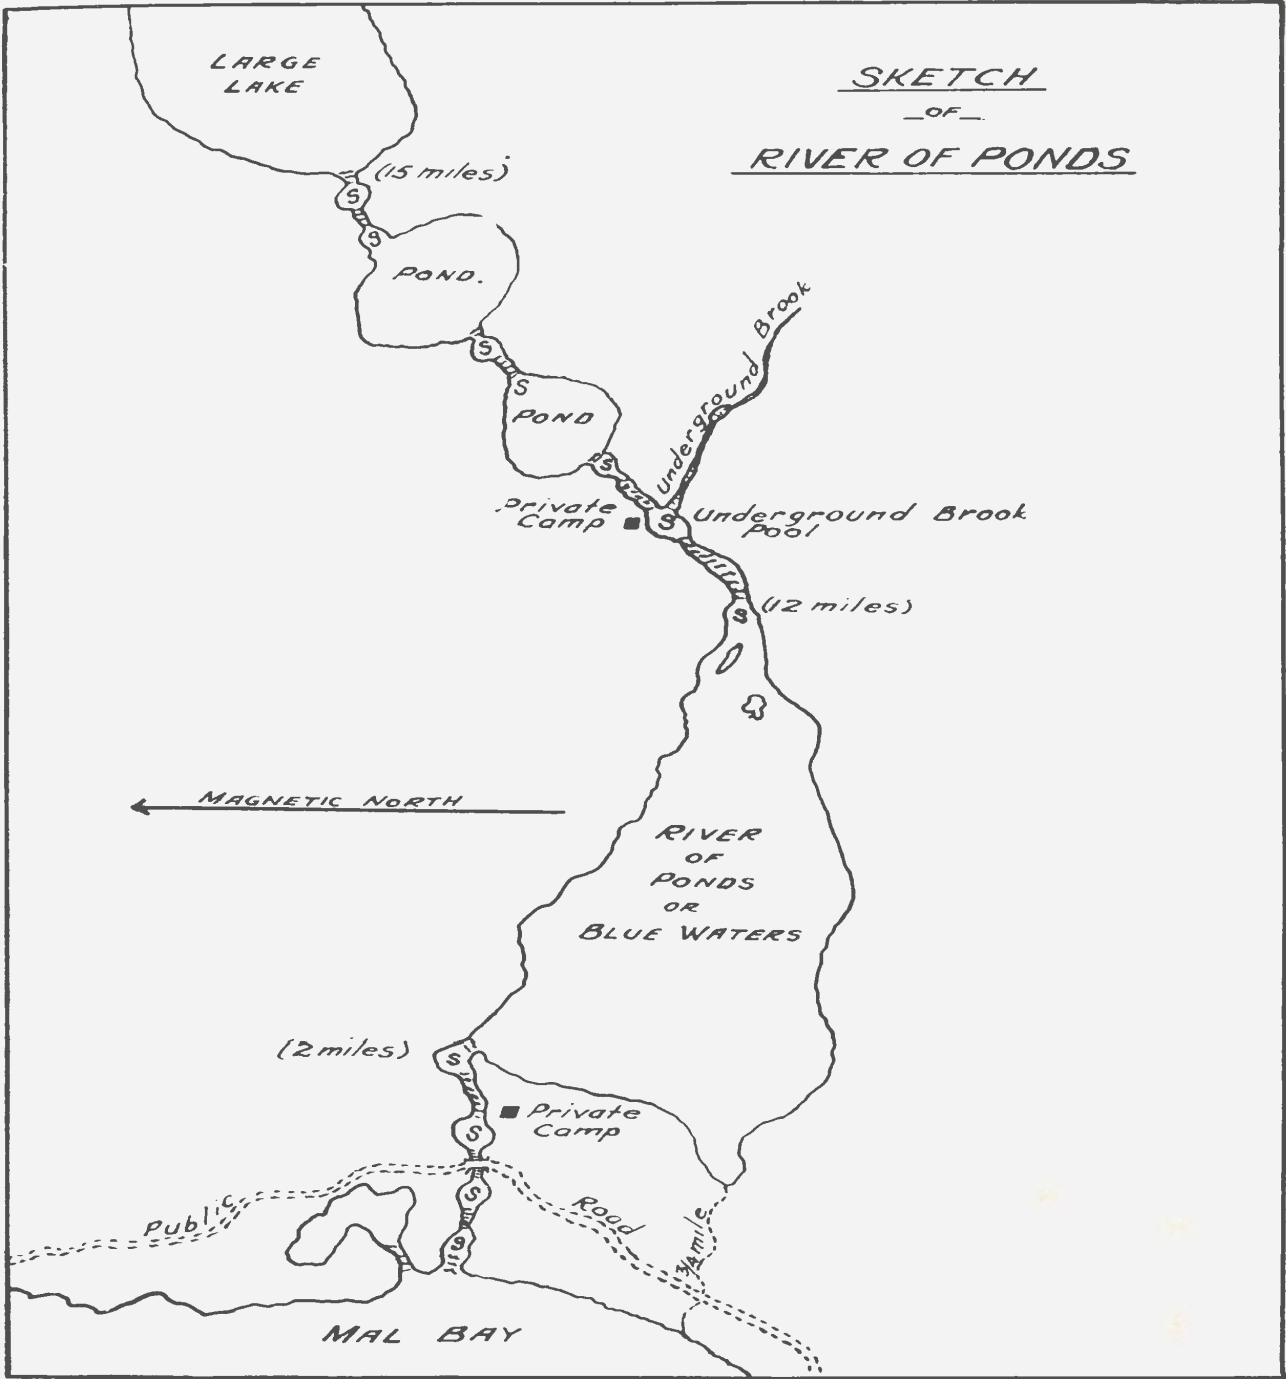 SKETCH
OF
RIVER OF PONDS
LARGE
LAKE
(15 miles)
S
S
POND.
S
S
POND
S
Underground Brook
Private
Camp
S
Underground Brook
Pool
(12 miles)
S
MAGNETIC NORTH
RIVER
OF
PONDS
OR
BLUE WATERS
(2 miles)
S
Private
Camp
S
S
Public
Road
3/4 mile
S
MAL BAY